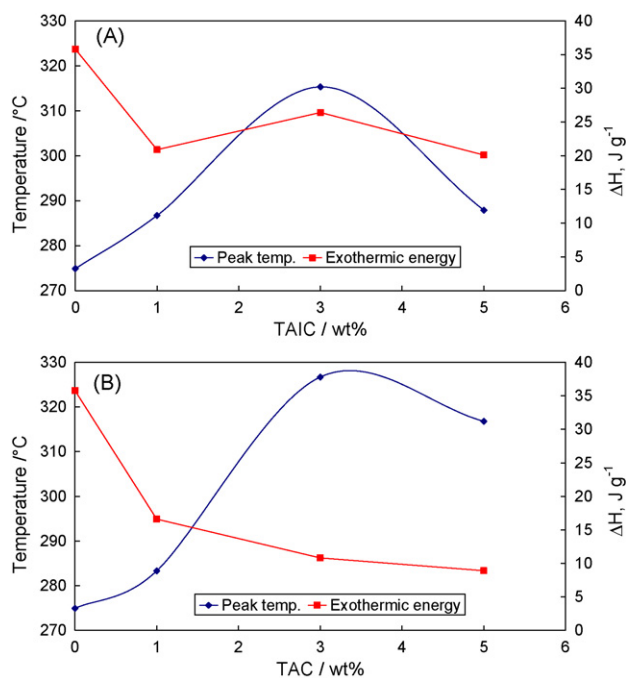 (A)
330
320
310
300
290
280
270
Temperature /°C
40
35
30
25
20
15
10
5
0
ΔH, J g-1
Peak temp. Exothermic energy
0 1 2 3 4 5 6
TAIC / wt%
(B)
330
320
310
300
290
280
270
Temperature /°C
40
35
30
25
20
15
10
5
0
ΔH, J g-1
Peak temp. Exothermic energy
0 1 2 3 4 5 6
TAC / wt%